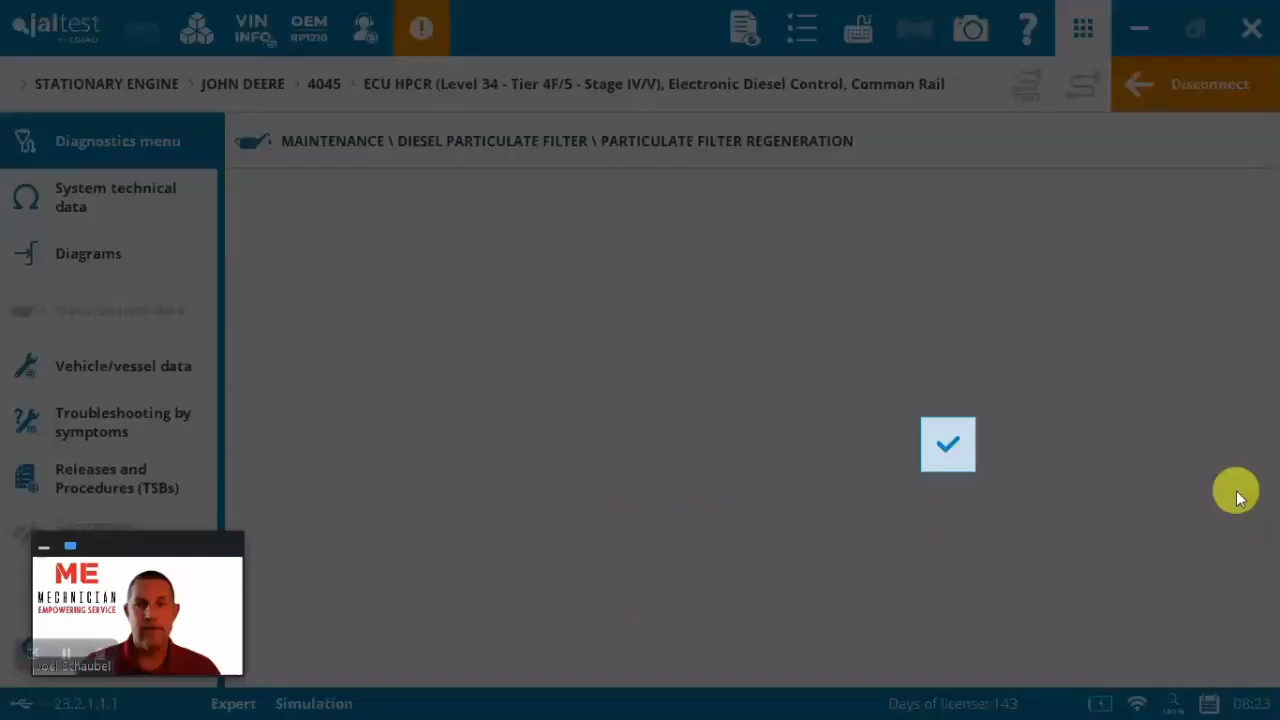 jaltest
VIN
INFO
OEM
RP1210
STATIONARY ENGINE
JOHN DEERE
4045
ECU HPCR (Level 34 - Tier 4F/5 - Stage IV/V), Electronic Diesel Control, Common Rail
Disconnect
Diagnostics menu
MAINTENANCE \ DIESEL PARTICULATE FILTER \ PARTICULATE FILTER REGENERATION
System technical
data
Diagrams
Vehicle/vessel data
Troubleshooting by
symptoms
Releases and
Procedures (TSBs)
ME
MECHNICIAN
EMPOWERING SERVICE
Joel Schaubel
23.2.1.1.1
Expert
Simulation
Days of license: 143
08:23